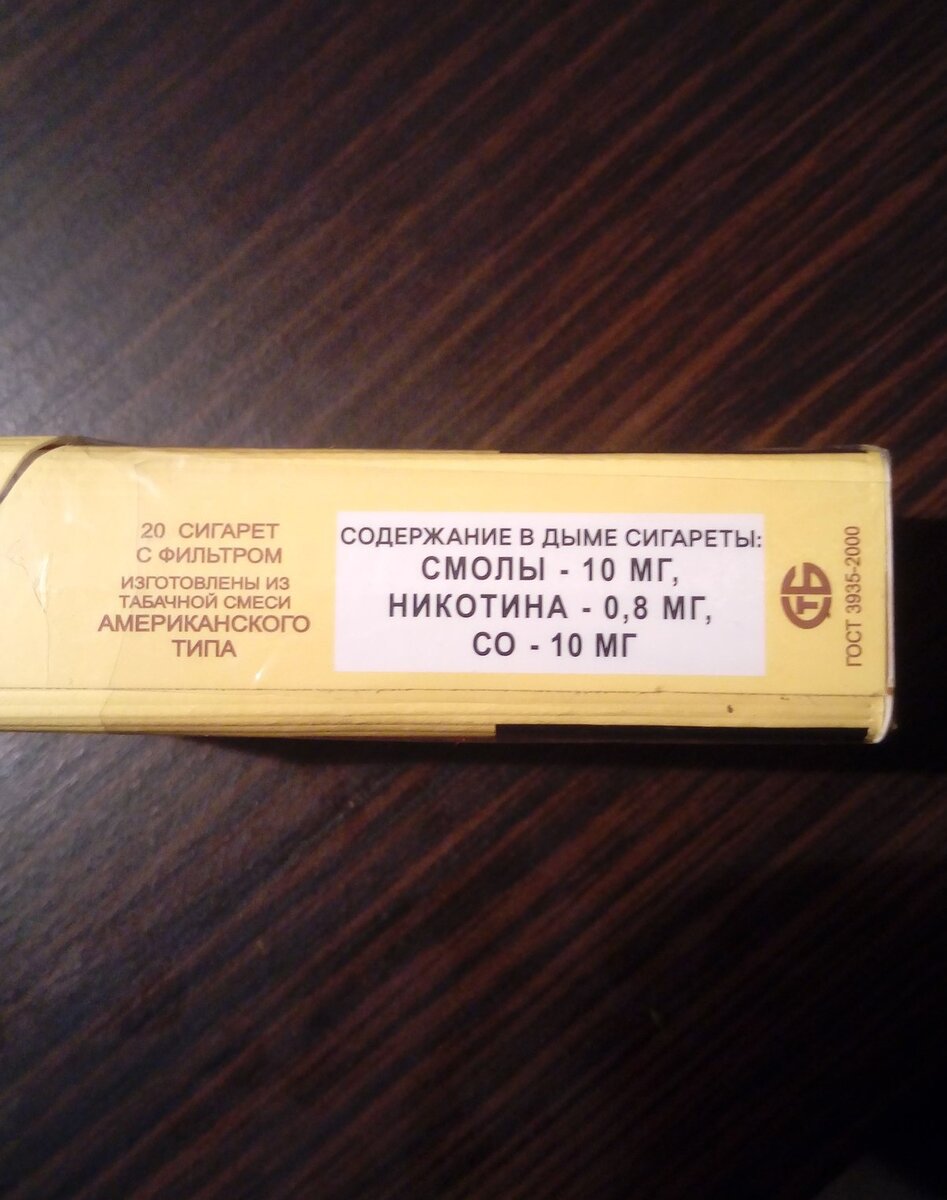 20 СИГАРЕТ
С ФИЛЬТРОМ
ИЗГОТОВЛЕНЫ ИЗ
ТАБАЧНОЙ СМЕСИ
АМЕРИКАНСКОГО
ТИПА
СОДЕРЖАНИЕ В ДЫМЕ СИГАРЕТЫ:
СМОЛЫ - 10 МГ,
НИКОТИНА - 0,8 МГ,
СО - 10 МГ
СТБ
ГОСТ 3935-2000